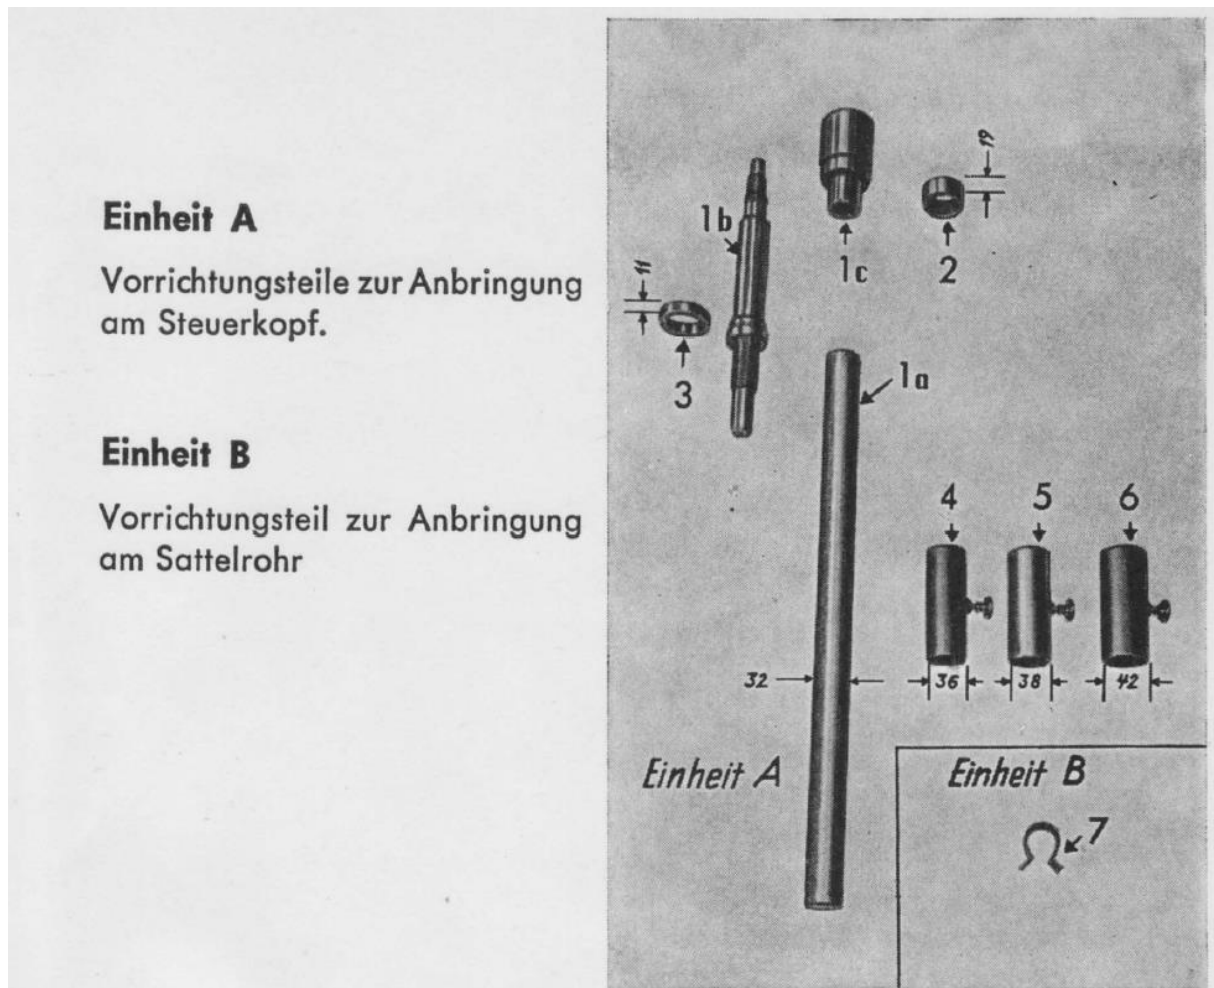 Einheit A
Vorrichtungsteile zur Anbringung
am Steuerkopf.
Einheit B
Vorrichtungsteil zur Anbringung
am Sattelrohr
19
1b
1c
2
11
3
1a
4 5 6
32
36 38 42
Einheit A
Einheit B
7